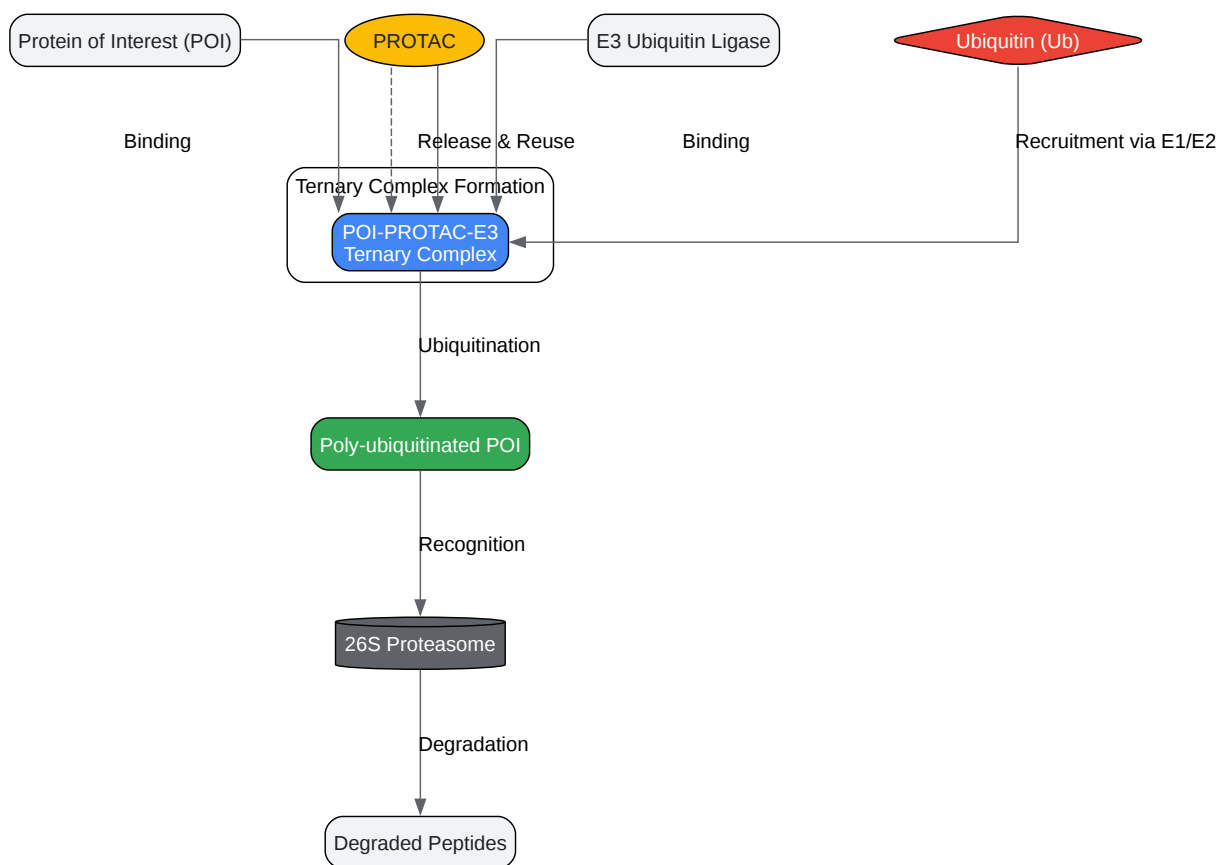 Protein of Interest (POI)
PROTAC
E3 Ubiquitin Ligase
Ubiquitin (Ub)
Binding
Release & Reuse
Binding
Recruitment via E1/E2
Ternary Complex Formation
POI-PROTAC-E3
Ternary Complex
Ubiquitination
Poly-ubiquitinated POI
Recognition
26S Proteasome
Degradation
Degraded Peptides